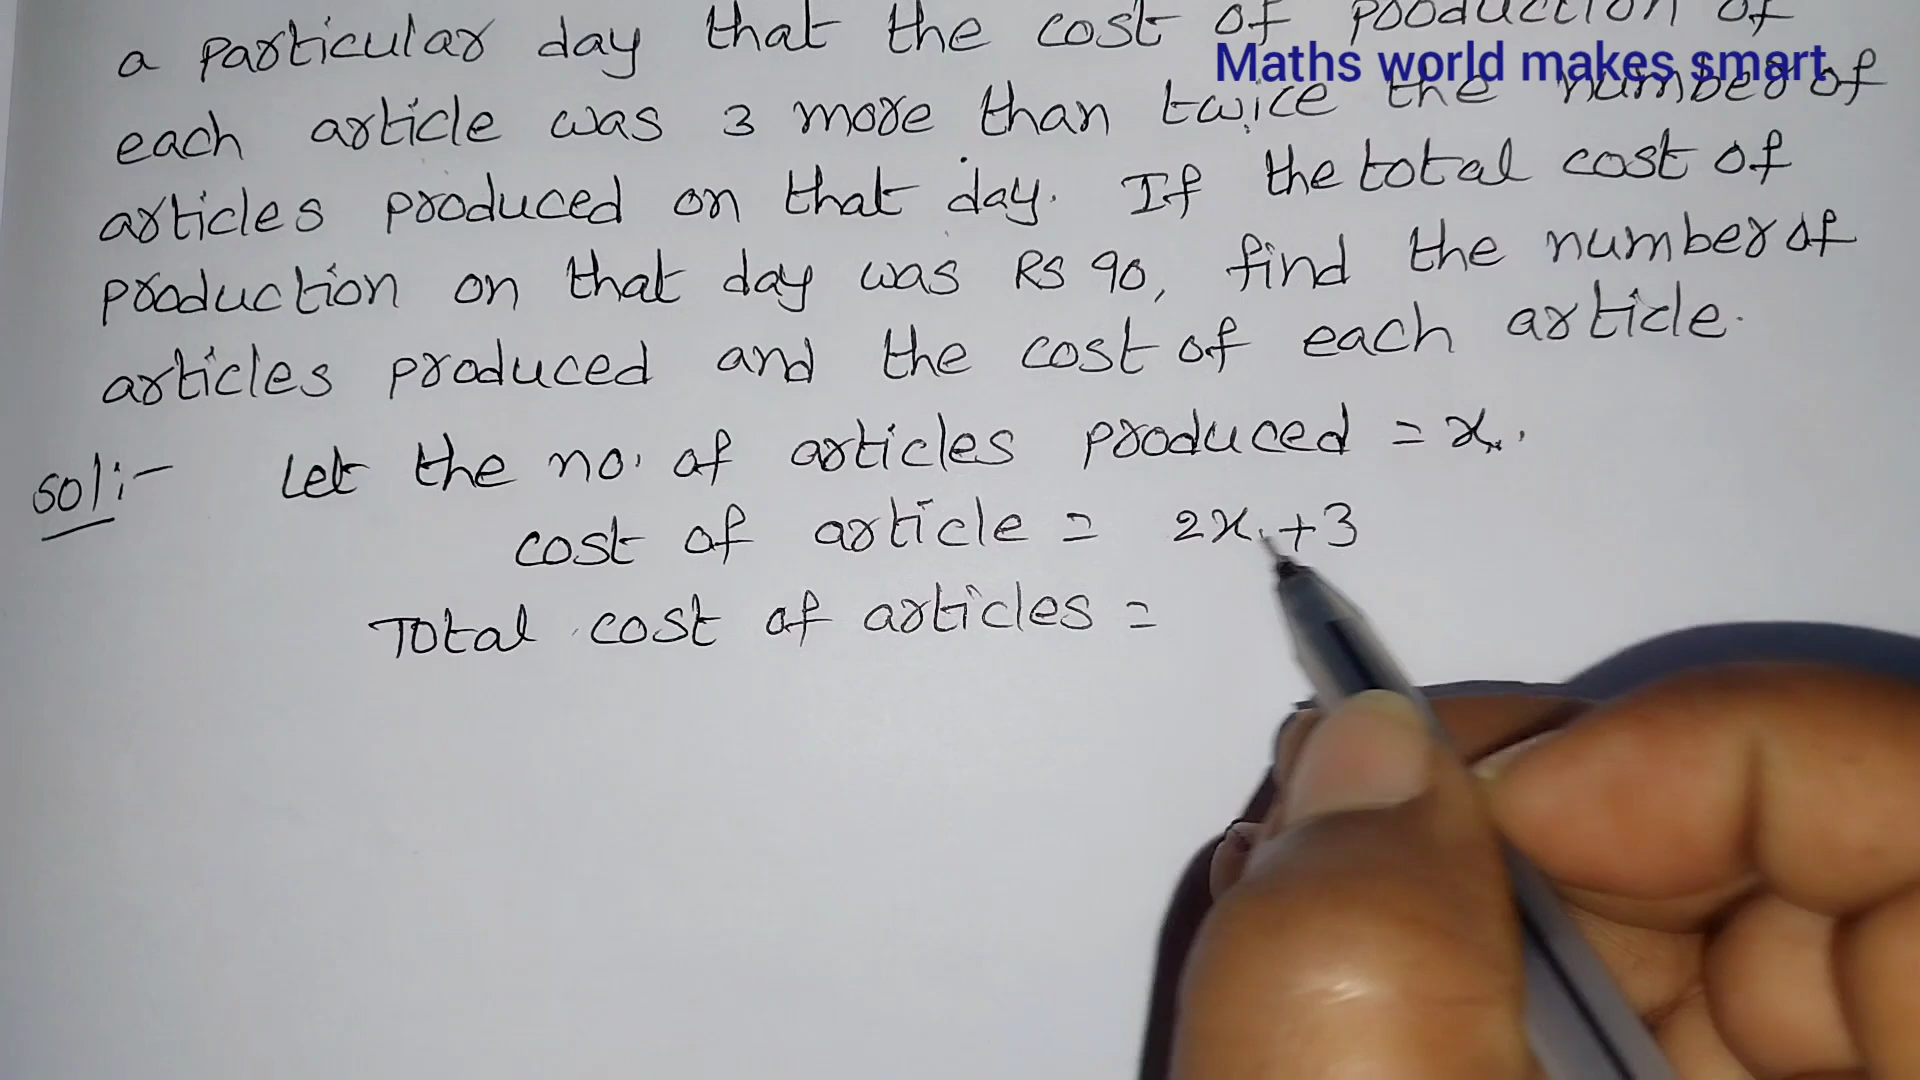 a particular day that the cost of production of
Maths world makes smart
each article was 3 more than twice the number of
articles produced on that day. If the total cost of
production on that day was RS 90, find the number of
articles produced and the cost of each article.
sol:- Let the no. of articles produced = x.
cost of article = 2x+3
Total cost of articles =